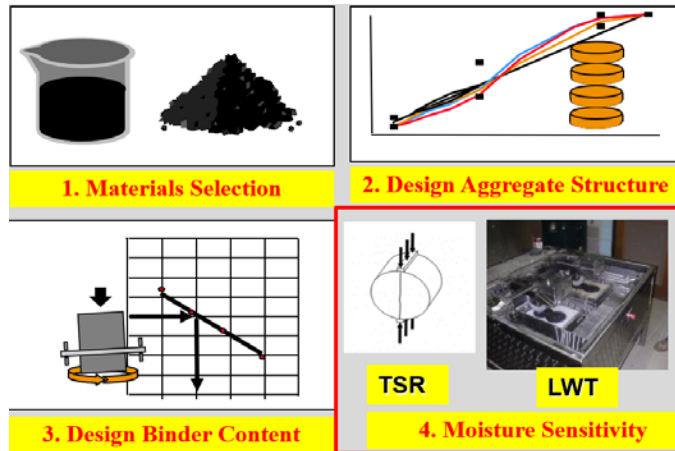 1. Materials Selection
2. Design Aggregate Structure
3. Design Binder Content
TSR
LWT
4. Moisture Sensitivity